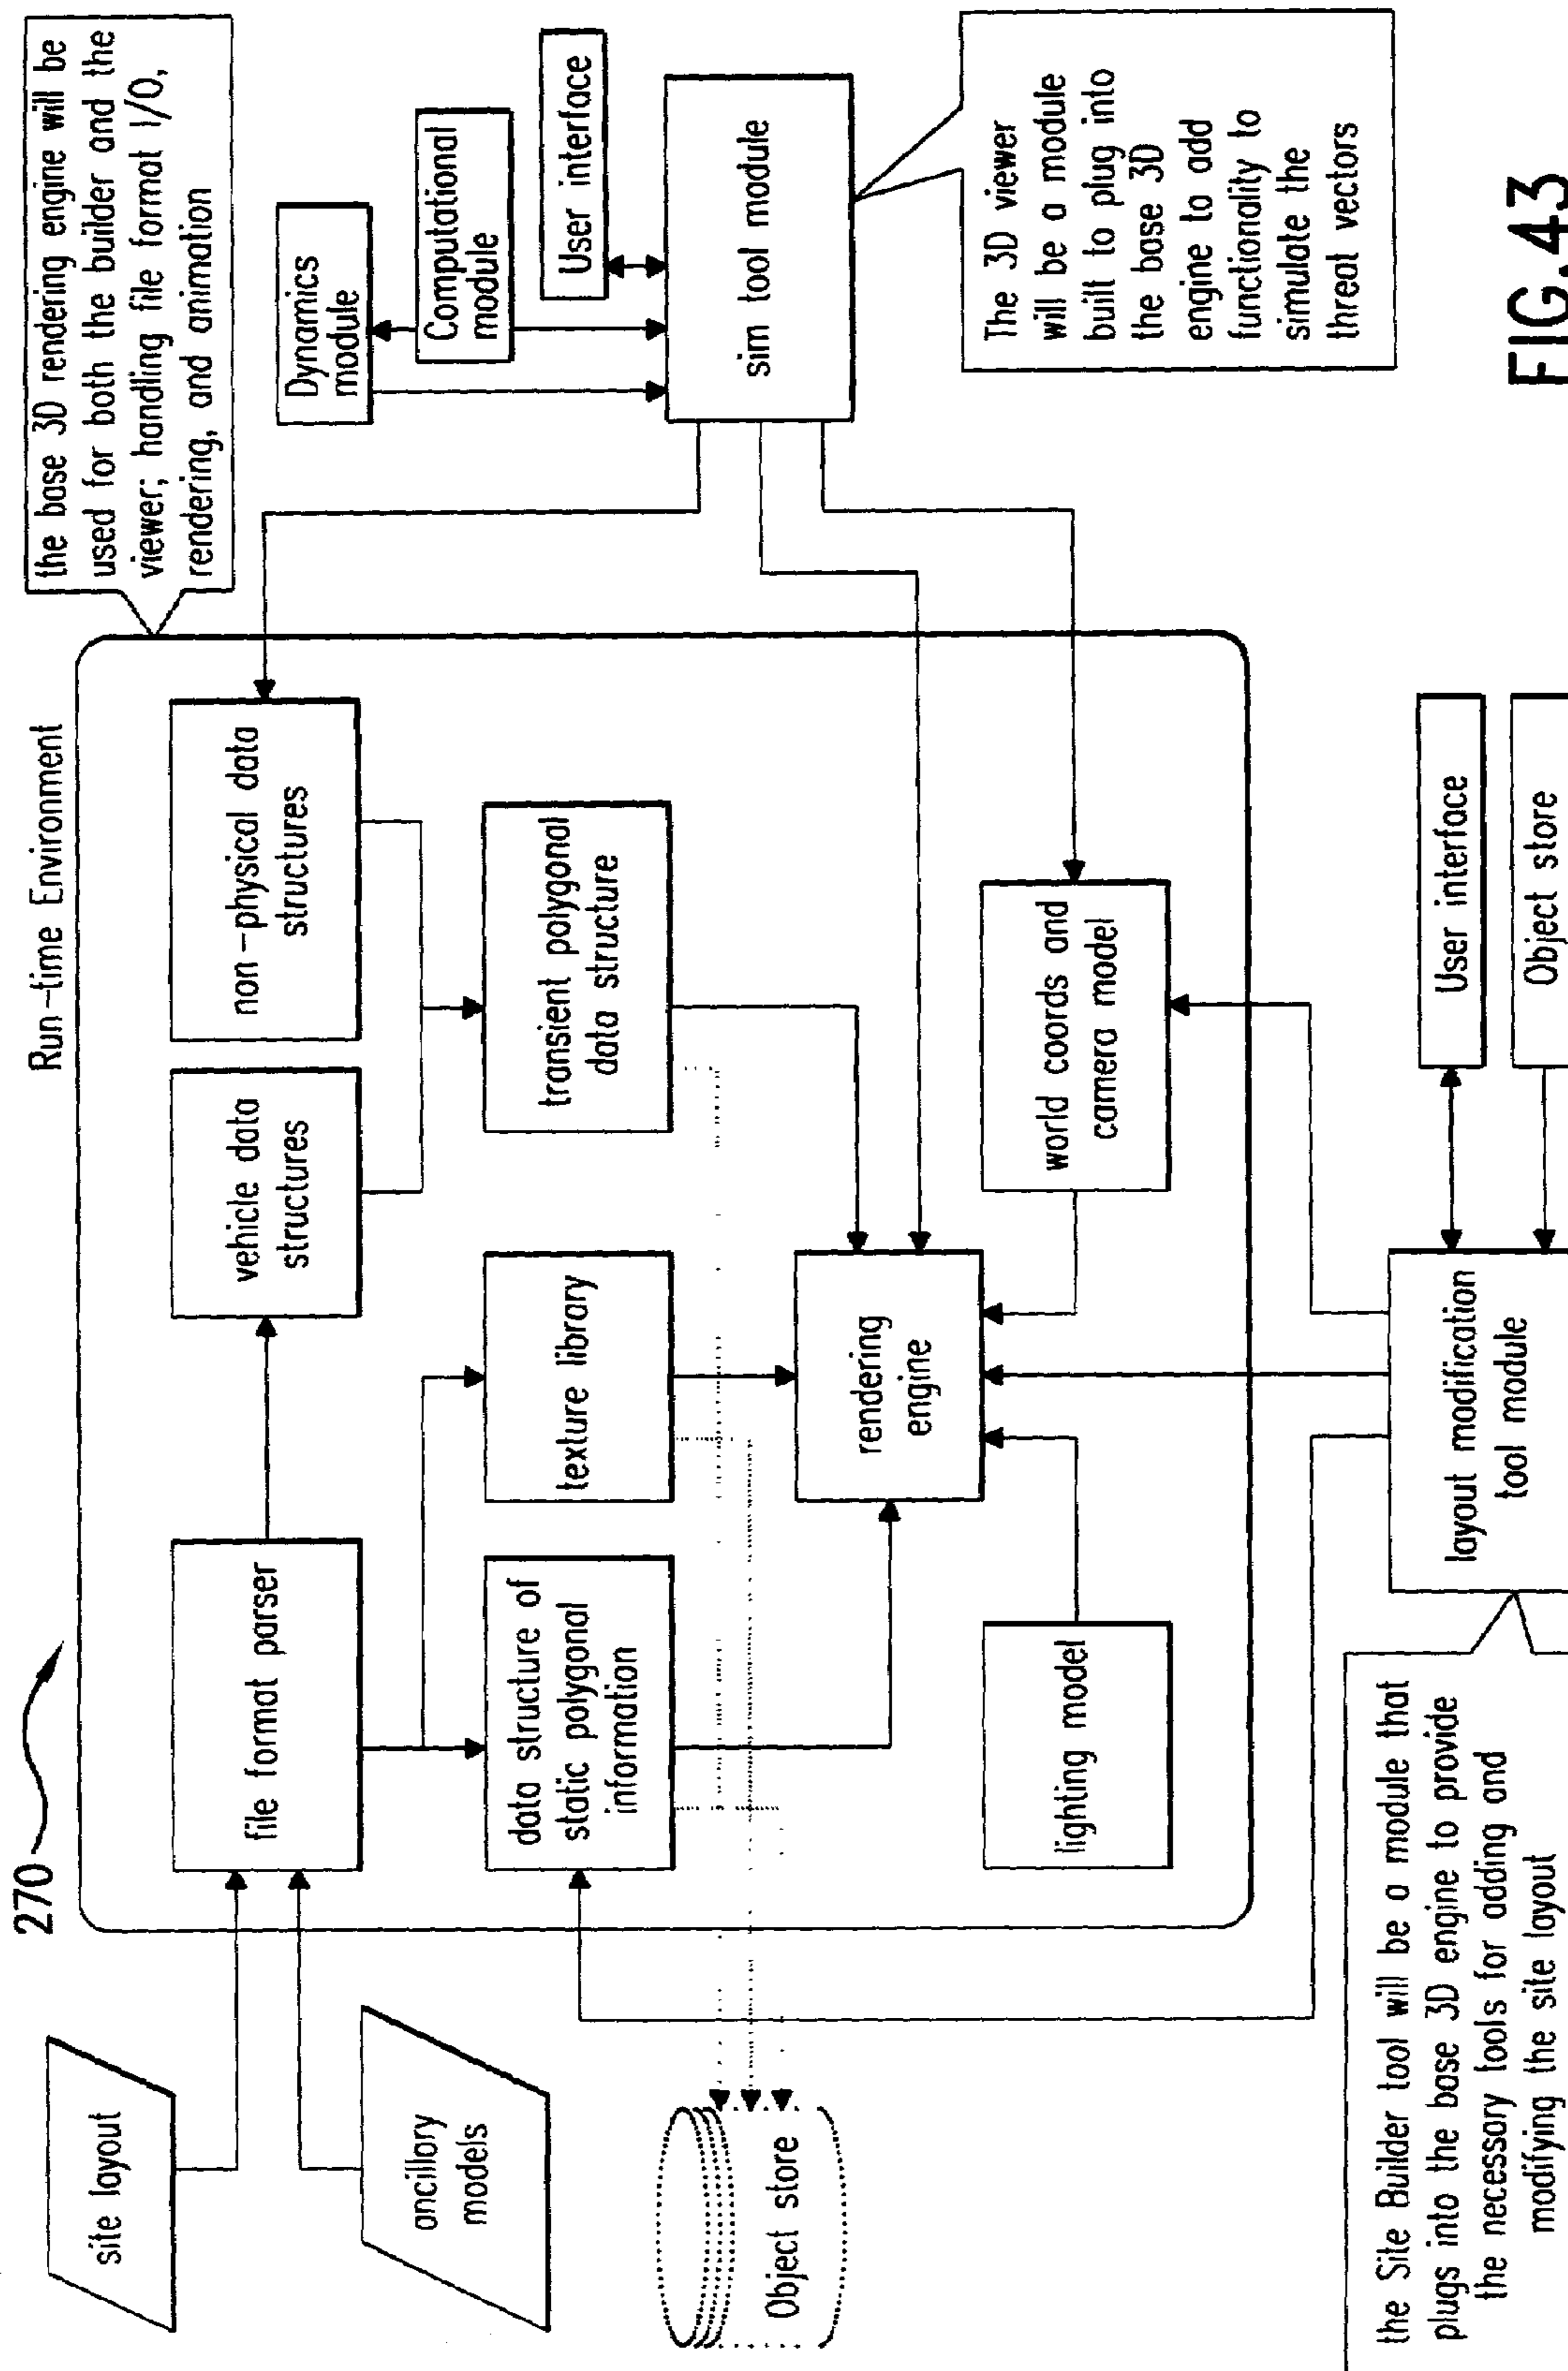 270
Run-time Environment
the base 3D rendering engine will be
used for both the builder and the
viewer; handling file format I/O,
rendering, and animation
site layout
ancillary
models
Object store
file format parser
vehicle data
structures
non-physical data
structures
data structure of
static polygonal
information
texture library
transient polygonal
data structure
rendering
engine
lighting model
world coords and
camera model
Dynamics
module
Computational
module
User interface
sim tool module
The 3D viewer
will be a module
built to plug into
the base 3D
engine to add
functionality to
simulate the
threat vectors
the Site Builder tool will be a module that
plugs into the base 3D engine to provide
the necessary tools for adding and
modifying the site layout
layout modification
tool module
User interface
Object store
FIG.43